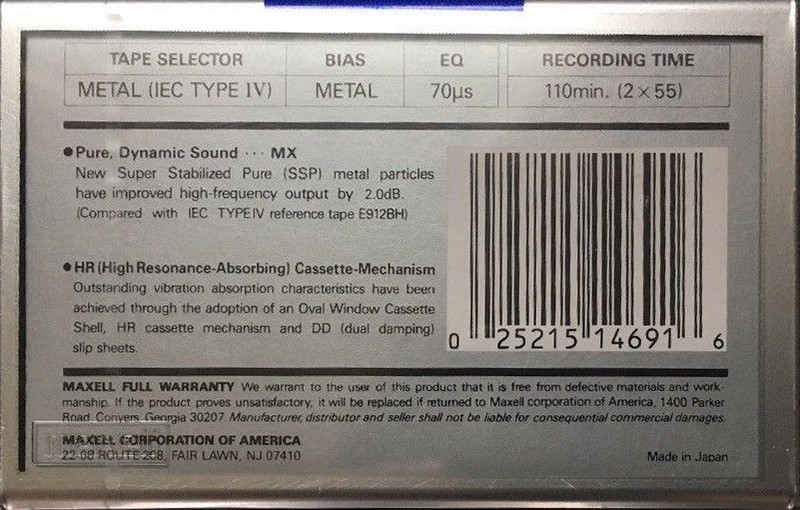 TAPE SELECTOR BIAS EQ RECORDING TIME
METAL (IEC TYPE IV) METAL 70µs 110min. (2×55)
●Pure, Dynamic Sound ··· MX
New Super Stabilized Pure (SSP) metal particles
have improved high-frequency output by 2.0dB.
(Compared with IEC TYPE IV reference tape E912BH)
●HR (High Resonance-Absorbing) Cassette-Mechanism
Outstanding vibration absorption characteristics have been
achieved through the adoption of an Oval Window Cassette
Shell, HR cassette mechanism and DD (dual damping)
slip sheets.
0 25215 14691 6
MAXELL FULL WARRANTY We warrant to the user of this product that it is free from defective materials and work-
manship. If the product proves unsatisfactory, it will be replaced if returned to Maxell corporation of America, 1400 Parker
Road, Conyers, Georgia 30207. Manufacturer, distributor and seller shall not be liable for consequential commercial damages.
MAXELL CORPORATION OF AMERICA
22-08 ROUTE 208, FAIR LAWN, NJ 07410 Made in Japan